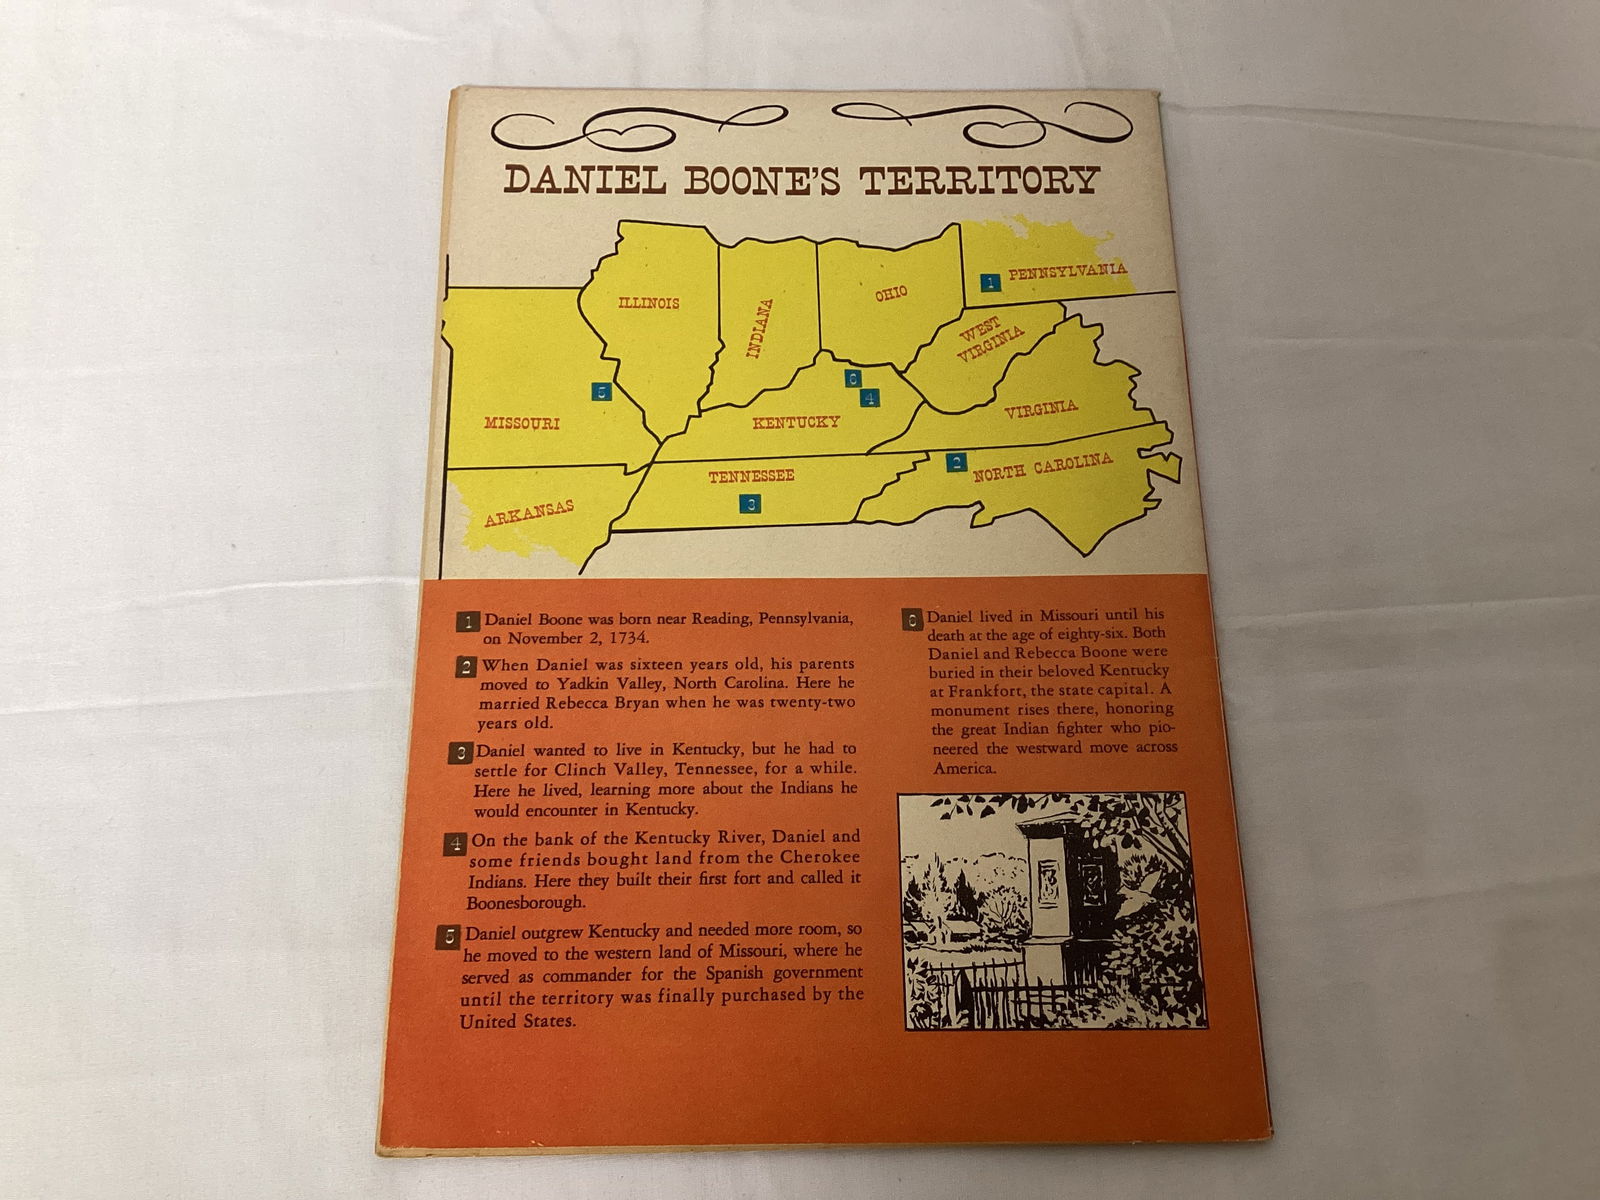 DANIEL BOONE'S TERRITORY
ILLINOIS
INDIANA
OHIO
1 PENNSYLVANIA
WEST
VIRGINIA
5
6
4
MISSOURI
KENTUCKY
VIRGINIA
2 NORTH CAROLINA
TENNESSEE
3
ARKANSAS
1 Daniel Boone was born near Reading, Pennsylvania,
on November 2, 1734.
2 When Daniel was sixteen years old, his parents
moved to Yadkin Valley, North Carolina. Here he
married Rebecca Bryan when he was twenty-two
years old.
3 Daniel wanted to live in Kentucky, but he had to
settle for Clinch Valley, Tennessee, for a while.
Here he lived, learning more about the Indians he
would encounter in Kentucky.
4 On the bank of the Kentucky River, Daniel and
some friends bought land from the Cherokee
Indians. Here they built their first fort and called it
Boonesborough.
5 Daniel outgrew Kentucky and needed more room, so
he moved to the western land of Missouri, where he
served as commander for the Spanish government
until the territory was finally purchased by the
United States.
6 Daniel lived in Missouri until his
death at the age of eighty-six. Both
Daniel and Rebecca Boone were
buried in their beloved Kentucky
at Frankfort, the state capital. A
monument rises there, honoring
the great Indian fighter who pio-
neered the westward move across
America.